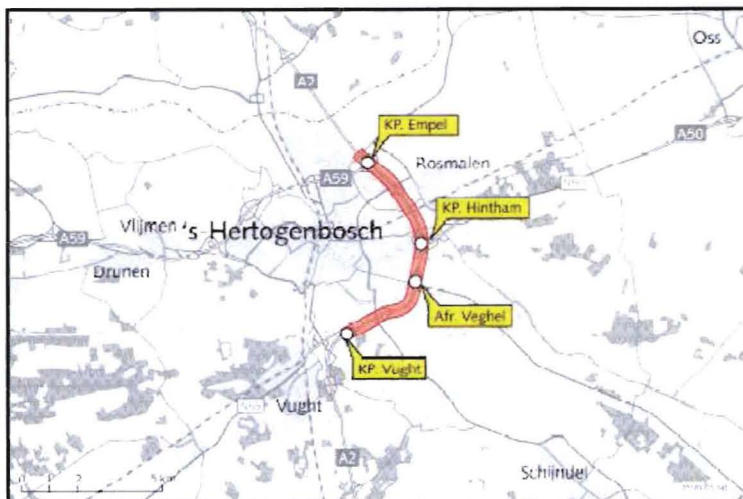 Oss
A2
KP. Empel
A50
Rosmalen
A59
KP. Hintham
Vlijmen
's Hertogenbosch
A59
Drunen
Afr. Veghel
KP. Vught
Vught
A2
Schijndel
0 1 2 5 km